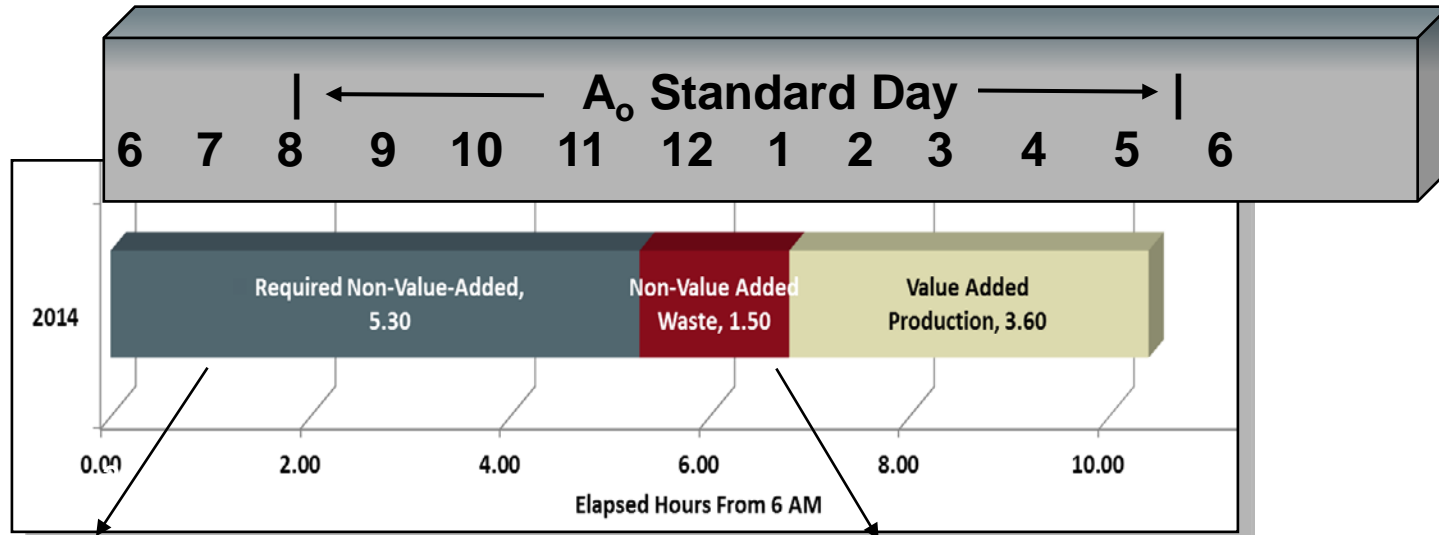 | A₀ Standard Day |
6 7 8 9 10 11 12 1 2 3 4 5 6
Required Non-Value-Added,
5.30
Non-Value Added
Waste, 1.50
Value Added
Production, 3.60
2014
0.00 2.00 4.00 6.00 8.00 10.00
Elapsed Hours From 6 AM